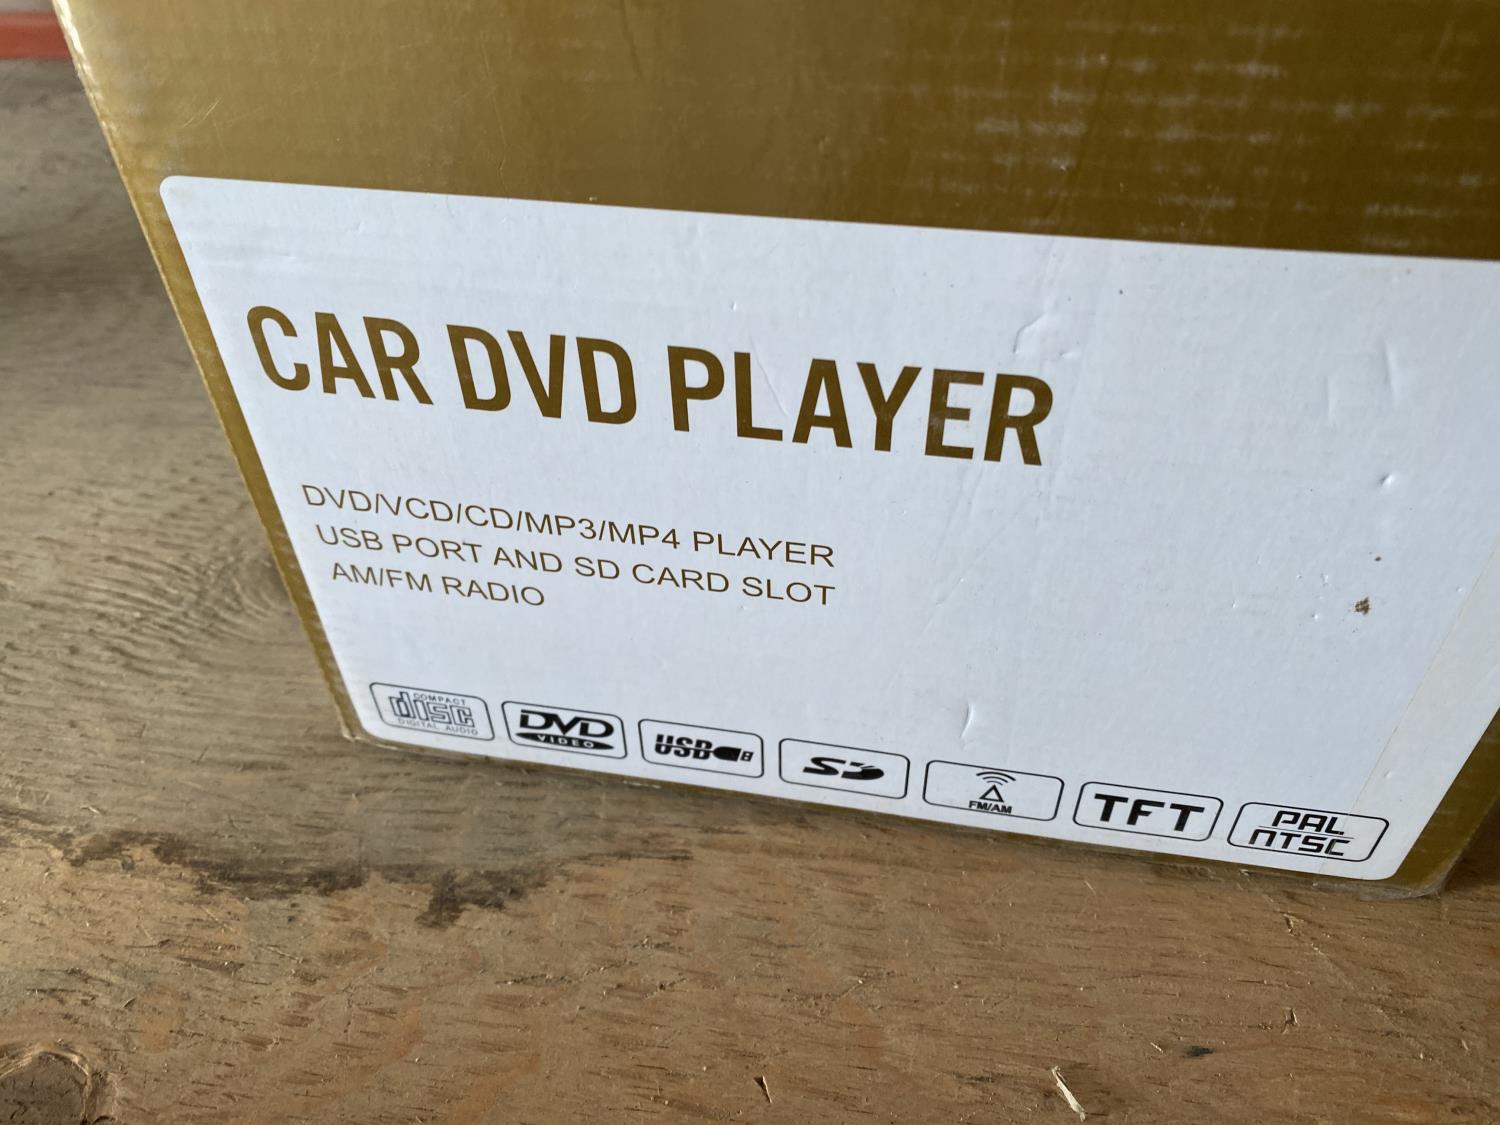 CAR DVD PLAYER
DVD/VCD/CD/MP3/MP4 PLAYER
USB PORT AND SD CARD SLOT
AM/FM RADIO
COMPACT
disc
DIGITAL AUDIO
DVD
VIDEO
USB
SD
FM/AM
TFT
PAL
NTSC